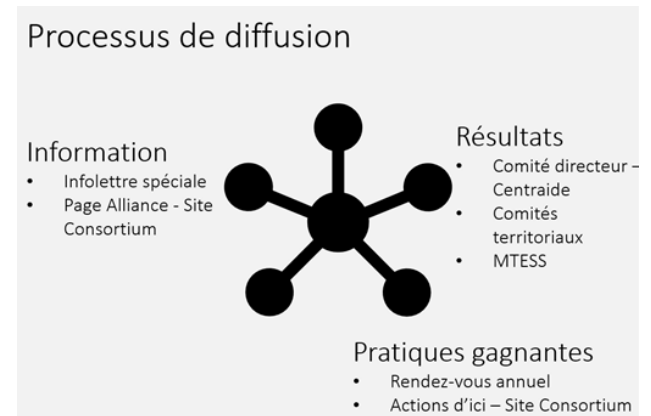 Processus de diffusion
Information
• Infolettre spéciale
• Page Alliance - Site
Consortium
Résultats
• Comité directeur –
Centraide
• Comités
territoriaux
• MTESS
Pratiques gagnantes
• Rendez-vous annuel
• Actions d’ici – Site Consortium